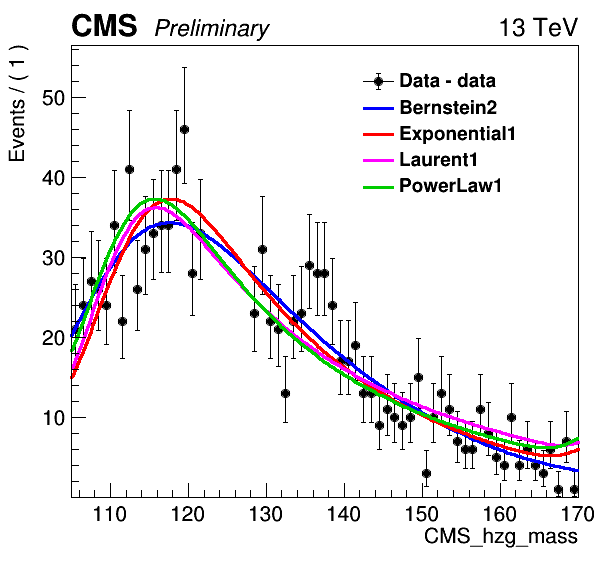 CMS Preliminary 13 TeV
Events / ( 1 )
Data - data
Bernstein2
Exponential1
Laurent1
PowerLaw1
50
40
30
20
10
110 120 130 140 150 160 170
CMS_hzg_mass